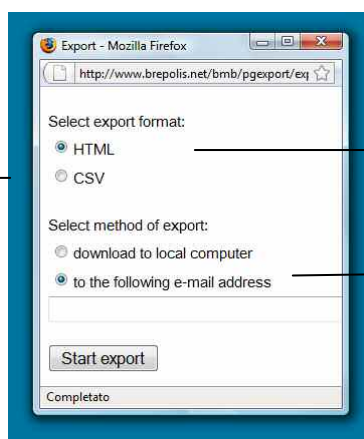 Export - Mozilla Firefox
http://www.brepolis.net/bmb/pgexport/exp
Select export format:
HTML
CSV
Select method of export:
download to local computer
to the following e-mail address
Start export
Completato